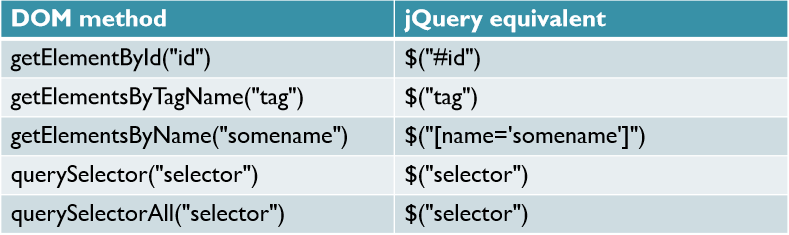 DOM method jQuery equivalent
getElementById("id") $("#id")
getElementsByTagName("tag") $("tag")
getElementsByName("somename") $("[name='somename']")
querySelector("selector") $("selector")
querySelectorAll("selector") $("selector")